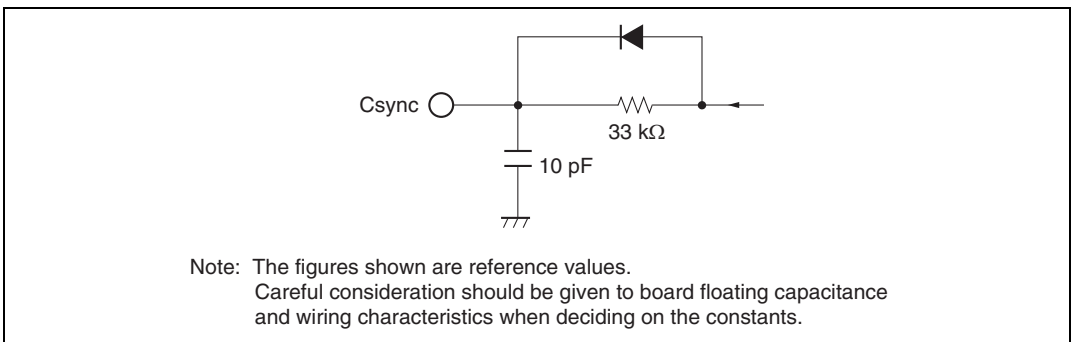 Csync
33 kΩ
10 pF
Note: The figures shown are reference values.
Careful consideration should be given to board floating capacitance
and wiring characteristics when deciding on the constants.